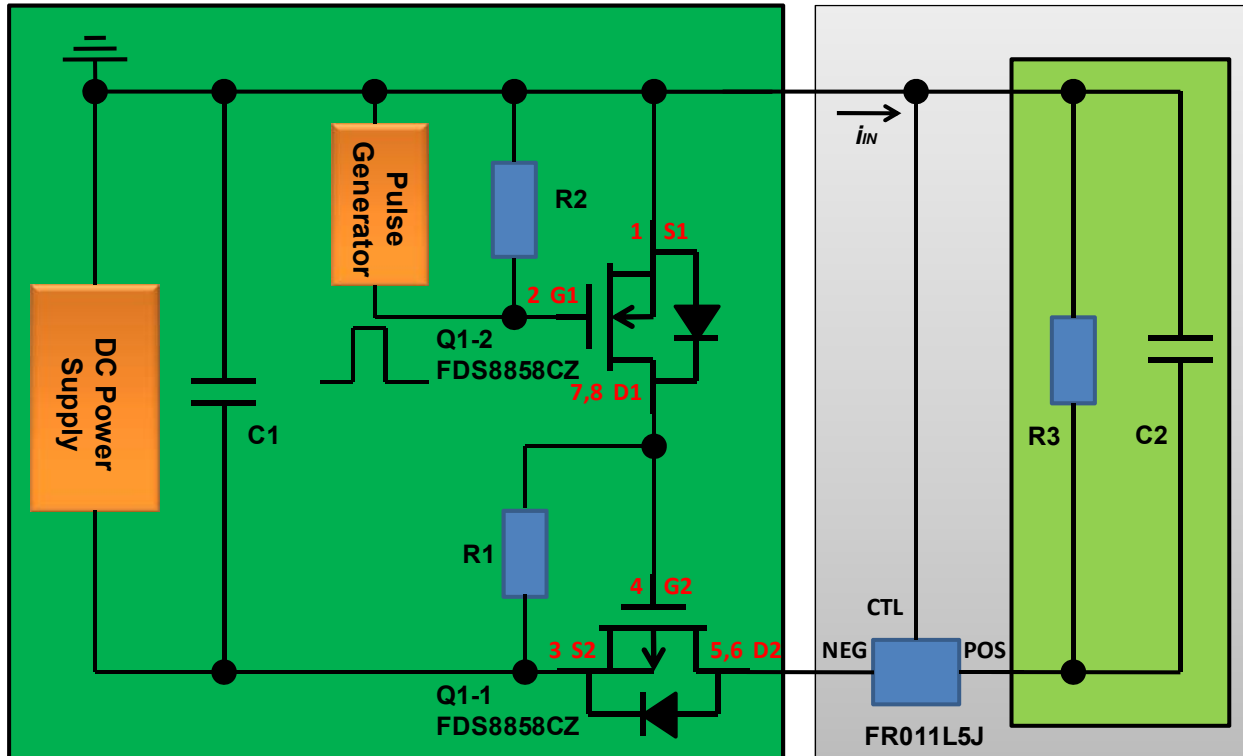 DC Power
Supply
C1
Pulse
Generator
R2
1 S1
2 G1
Q1-2
FDS8858CZ
7,8 D1
R1
4 G2
3 S2
5,6 D2
Q1-1
FDS8858CZ
iIN
CTL
NEG
POS
FR011L5J
R3
C2